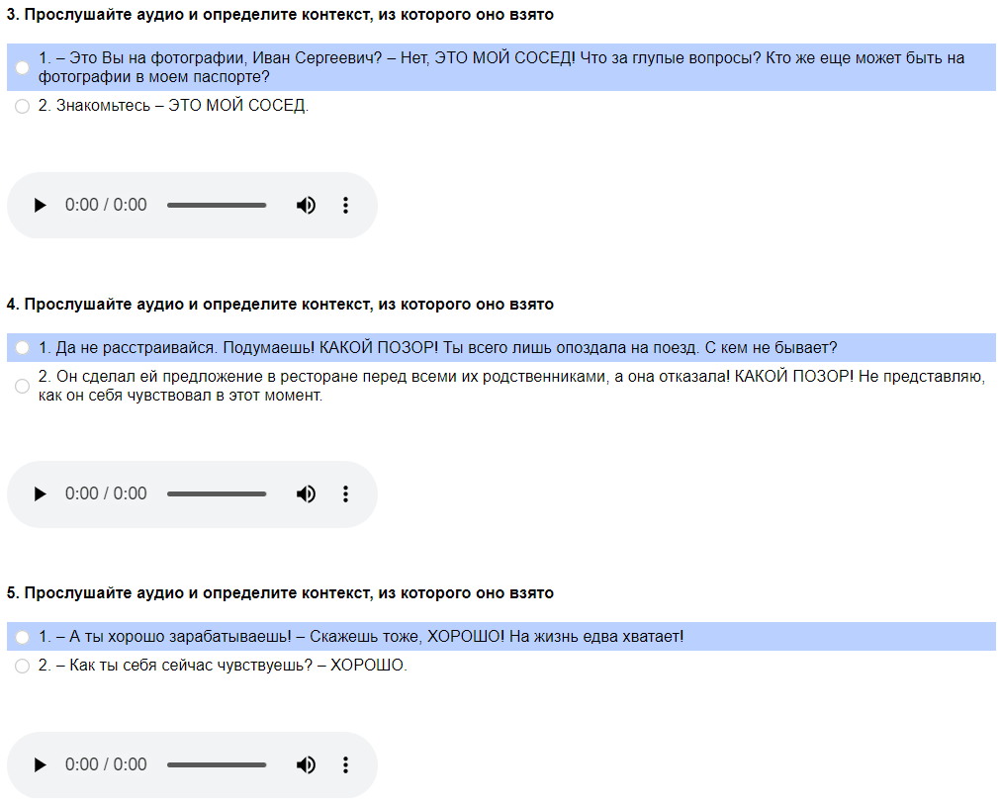 3. Прослушайте аудио и определите контекст, из которого оно взято
1. – Это Вы на фотографии, Иван Сергеевич? – Нет, ЭТО МОЙ СОСЕД! Что за глупые вопросы? Кто же еще может быть на
фотографии в моем паспорте?
2. Знакомьтесь – ЭТО МОЙ СОСЕД.
0:00 / 0:00
4. Прослушайте аудио и определите контекст, из которого оно взято
1. Да не расстраивайся. Подумаешь! КАКОЙ ПОЗОР! Ты всего лишь опоздала на поезд. С кем не бывает?
2. Он сделал ей предложение в ресторане перед всеми их родственниками, а она отказала! КАКОЙ ПОЗОР! Не представляю,
как он себя чувствовал в этот момент.
0:00 / 0:00
5. Прослушайте аудио и определите контекст, из которого оно взято
1. – А ты хорошо зарабатываешь! – Скажешь тоже, ХОРОШО! На жизнь едва хватает!
2. – Как ты себя сейчас чувствуешь? – ХОРОШО.
0:00 / 0:00